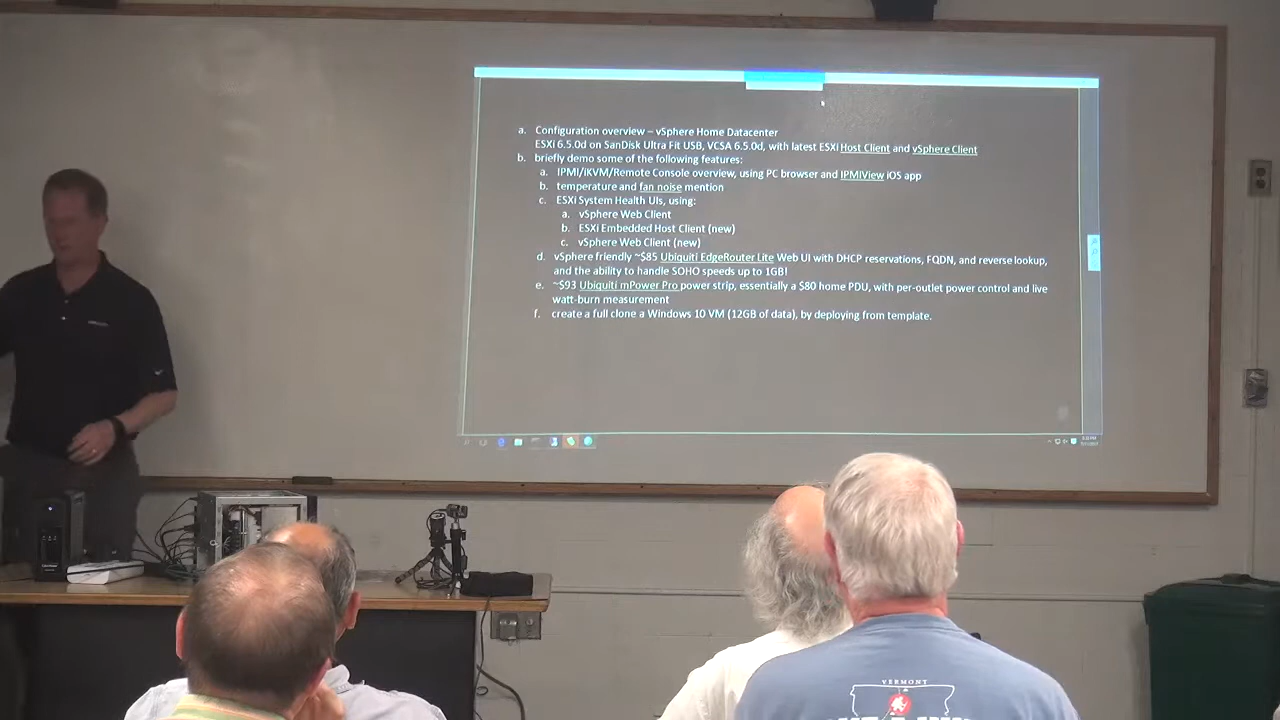 a. Configuration overview – vSphere Home Datacenter
ESXi 6.5.0d on SanDisk Ultra Fit USB, VCSA 6.5.0d, with latest ESXi Host Client and vSphere Client
b. briefly demo some of the following features:
a. IPMI/iKVM/Remote Console overview, using PC browser and IPMIView iOS app
b. temperature and fan noise mention
c. ESXi System Health UIs, using:
a. vSphere Web Client
b. ESXi Embedded Host Client (new)
c. vSphere Web Client (new)
d. vSphere friendly ~$85 Ubiquiti EdgeRouter Lite Web UI with DHCP reservations, FQDN, and reverse lookup,
and the ability to handle SOHO speeds up to 1GB!
e. ~$93 Ubiquiti mPower Pro power strip, essentially a $80 home PDU, with per-outlet power control and live
watt-burn measurement
f. create a full clone a Windows 10 VM (12GB of data), by deploying from template.
VERMONT